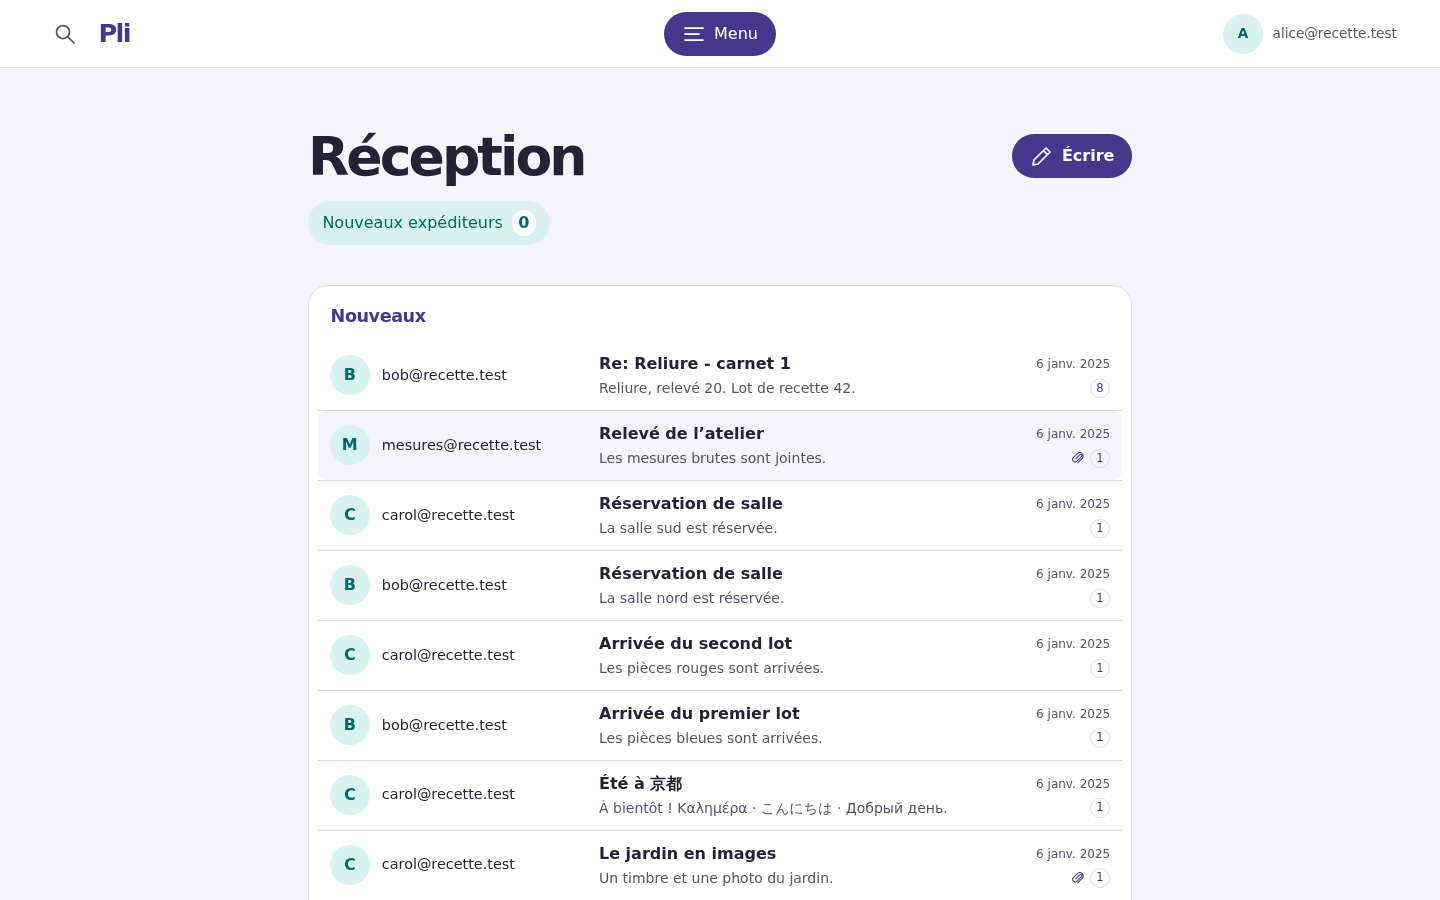 Pli
Menu
A alice@recette.test
Réception
Écrire
Nouveaux expéditeurs 0
Nouveaux
B bob@recette.test Re: Reliure - carnet 1 6 janv. 2025
Reliure, relevé 20. Lot de recette 42. 8
M mesures@recette.test Relevé de l’atelier 6 janv. 2025
Les mesures brutes sont jointes. 1
C carol@recette.test Réservation de salle 6 janv. 2025
La salle sud est réservée. 1
B bob@recette.test Réservation de salle 6 janv. 2025
La salle nord est réservée. 1
C carol@recette.test Arrivée du second lot 6 janv. 2025
Les pièces rouges sont arrivées. 1
B bob@recette.test Arrivée du premier lot 6 janv. 2025
Les pièces bleues sont arrivées. 1
C carol@recette.test Été à 京都 6 janv. 2025
À bientôt ! Καλημέρα · こんにちは · Добрый день. 1
C carol@recette.test Le jardin en images 6 janv. 2025
Un timbre et une photo du jardin. 1